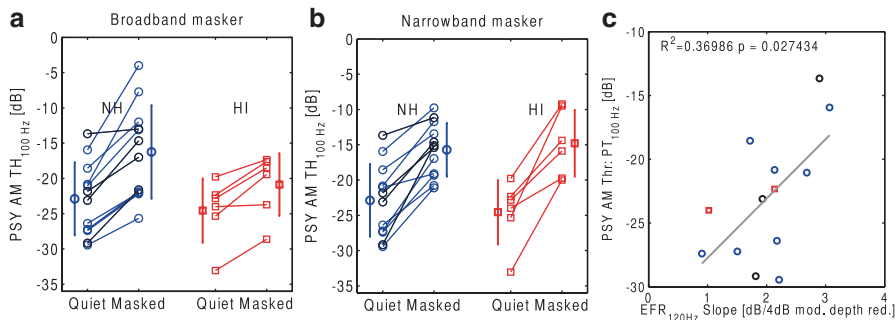 a
Broadband masker
PSY AM TH100 Hz [dB]
0
-5
-10
-15
-20
-25
-30
-35
NH
HI
Quiet Masked
Quiet Masked
b
Narrowband masker
PSY AM TH100 Hz [dB]
0
-5
-10
-15
-20
-25
-30
-35
NH
HI
Quiet Masked
Quiet Masked
c
R2=0.36986 p = 0.027434
PSY AM Thr: PT100 Hz
-10
-15
-20
-25
-30
0
1
2
3
4
EFR120Hz Slope [dB/4dB mod. depth red.]